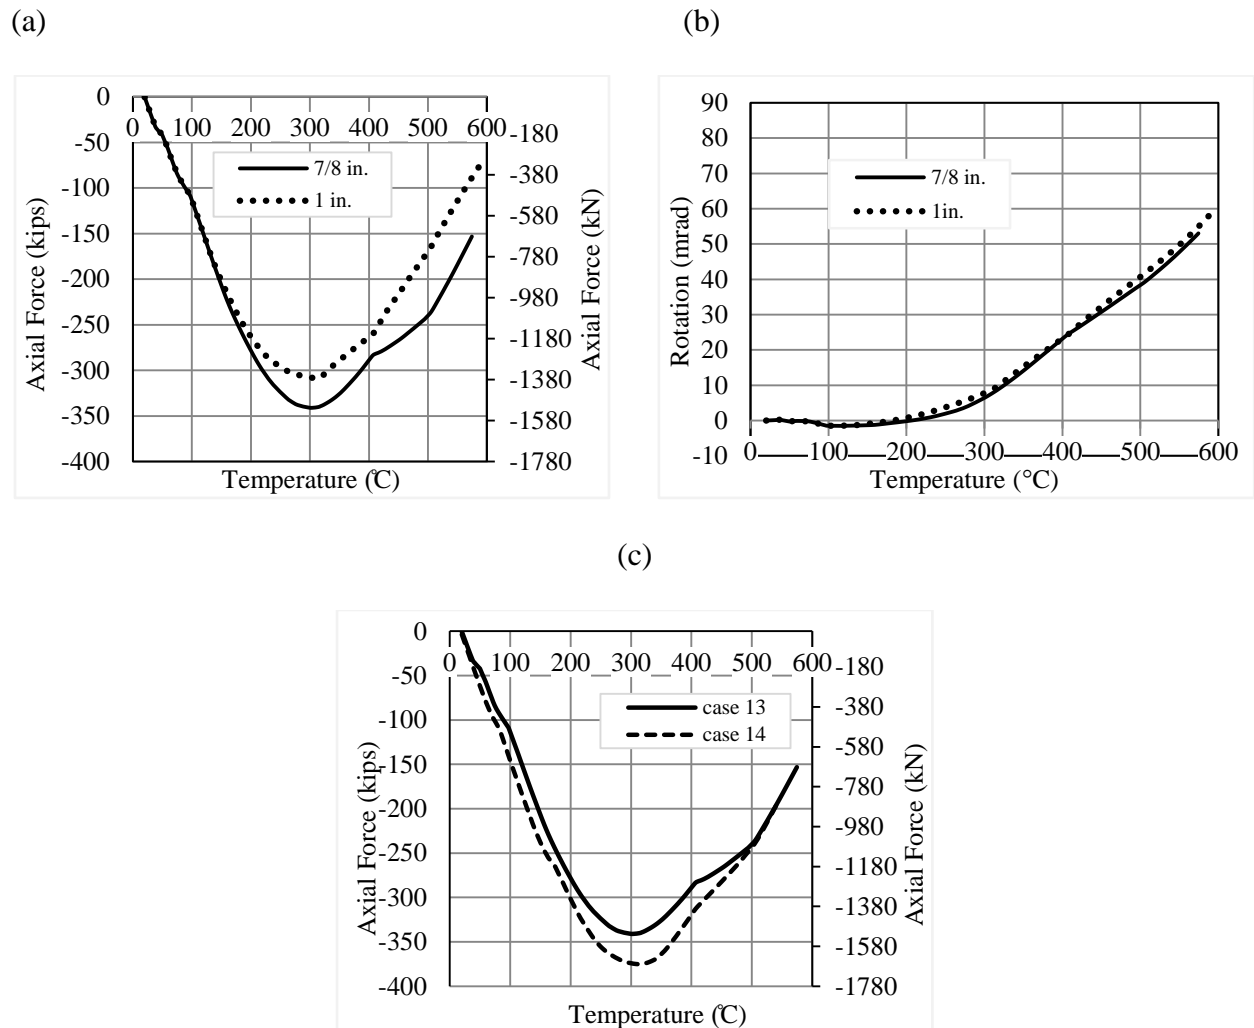 (a)
(b)
0
-50
-100
-150
-200
-250
-300
-350
-400
0 100 200 300 400 500 600
-180
-380
-580
-780
-980
-1180
-1380
-1580
-1780
7/8 in.
1 in.
Axial Force (kips)
Axial Force (kN)
Temperature (℃)
90
80
70
60
50
40
30
20
10
0
-10
0 100 200 300 400 500 600
7/8 in.
1in.
Rotation (mrad)
Temperature (°C)
(c)
0
-50
-100
-150
-200
-250
-300
-350
-400
0 100 200 300 400 500 600
-180
-380
-580
-780
-980
-1180
-1380
-1580
-1780
case 13
case 14
Axial Force (kips)
Axial Force (kN)
Temperature (℃)